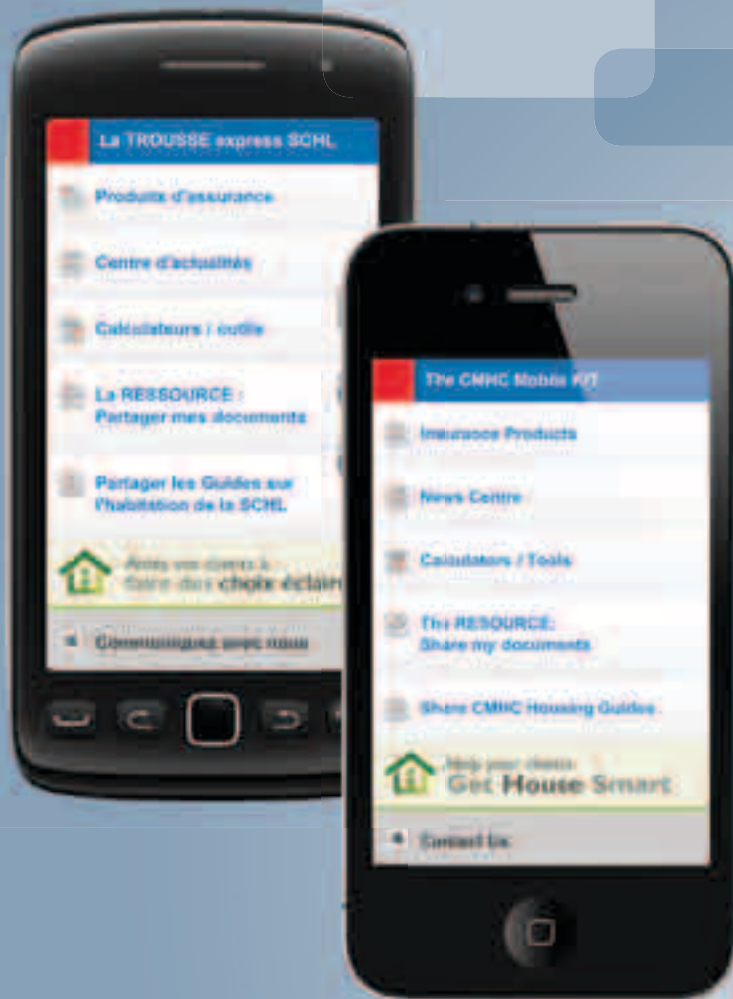 La TROUSSE express SCHL
Produits d'assurance
Centre d'actualités
Calculateurs / outils
La RESSOURCE :
Partager mes documents
Partager les Guides sur
l'habitation de la SCHL
Aidez vos clients à
faire des choix éclair
Communiquez avec nous
The CMHC Mobile KIT
Insurance Products
News Centre
Calculators / Tools
The RESOURCE:
Share my documents
Share CMHC Housing Guides
Help your clients
Get House Smart
Contact Us